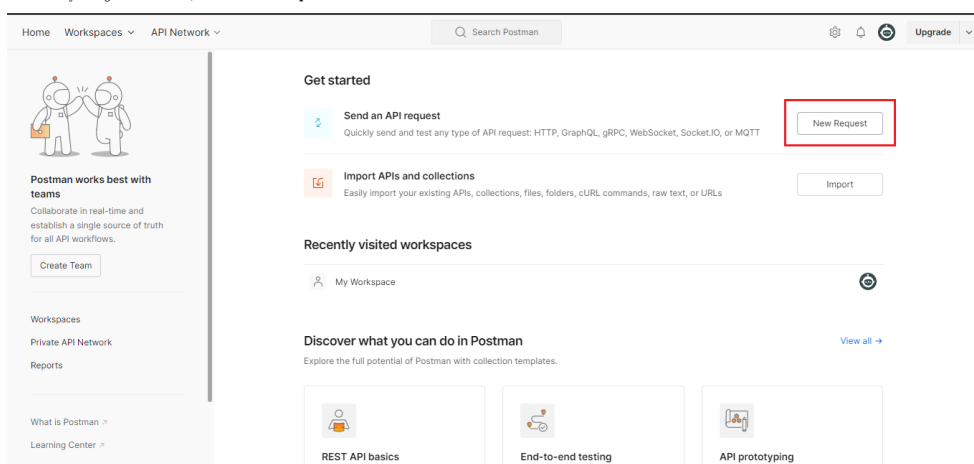 Home Workspaces API Network Search Postman Upgrade
Postman works best with
teams
Collaborate in real-time and
establish a single source of truth
for all API workflows.
Create Team
Workspaces
Private API Network
Reports
What is Postman ↗
Learning Center ↗
Get started
Send an API request
Quickly send and test any type of API request: HTTP, GraphQL, gRPC, WebSocket, Socket.IO, or MQTT
New Request
Import APIs and collections
Easily import your existing APIs, collections, files, folders, cURL commands, raw text, or URLs
Import
Recently visited workspaces
My Workspace
Discover what you can do in Postman
View all →
Explore the full potential of Postman with collection templates.
REST API basics
End-to-end testing
API prototyping